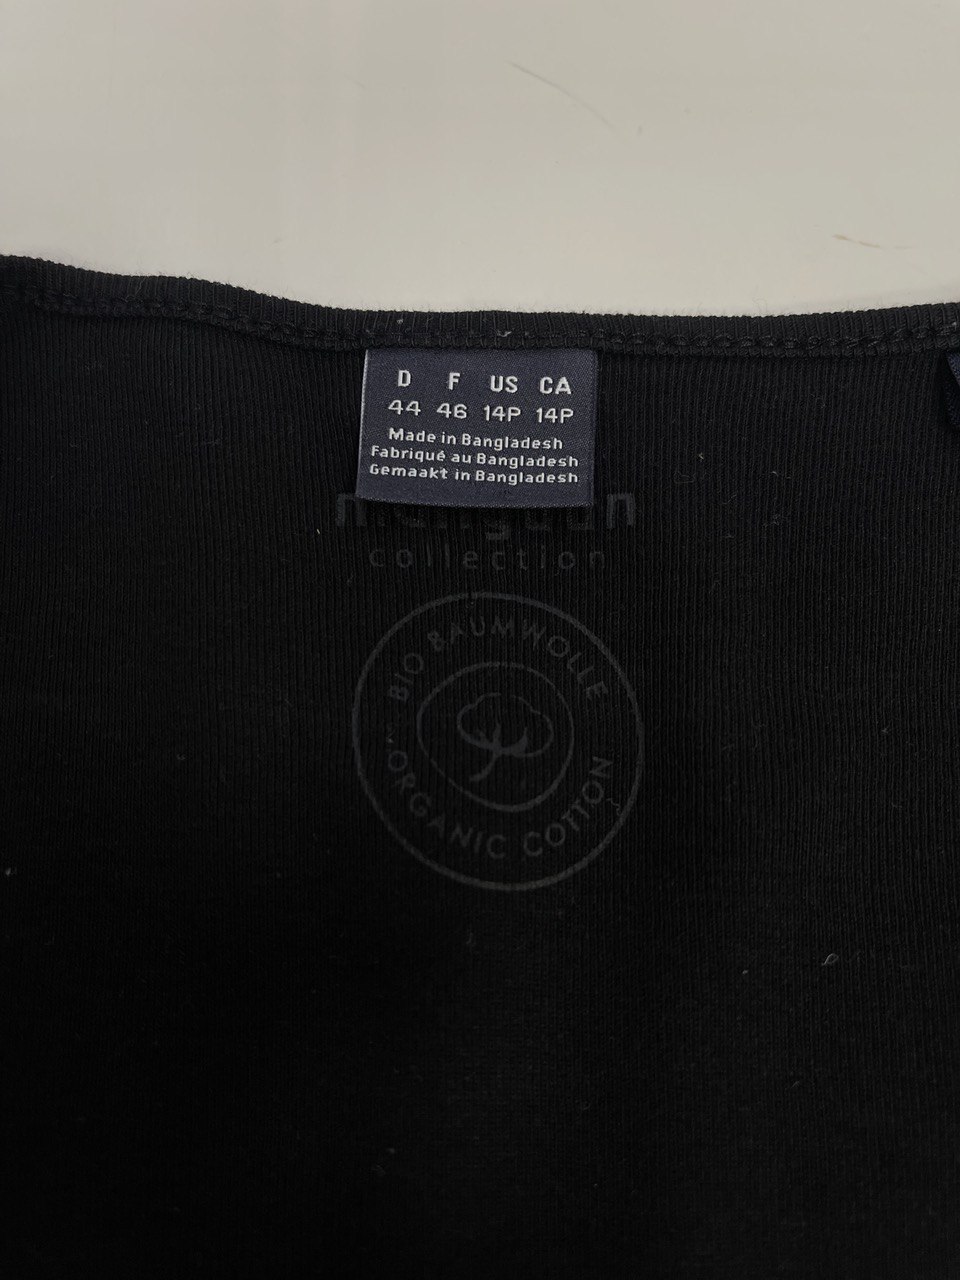 D F US CA
44 46 14P 14P
Made in Bangladesh
Fabriqué au Bangladesh
Gemaakt in Bangladesh
collection
BIO BAUMWOLLE
ORGANIC COTTON